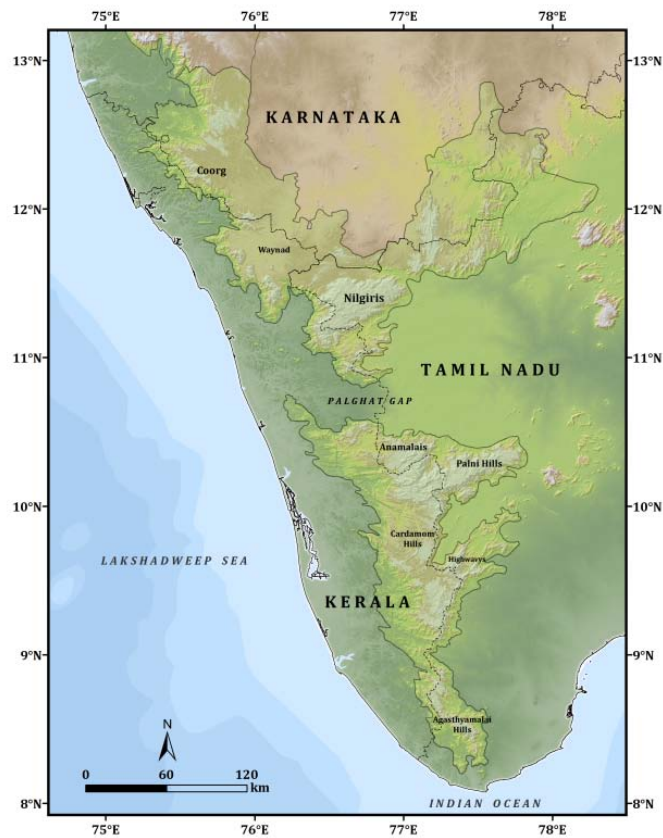 75°E 76°E 77°E 78°E
13°N 13°N
KARNATAKA
Coorg
12°N 12°N
Waynad
Nilgiris
11°N 11°N
TAMIL NADU
PALGHAT GAP
Anamalais
Palni Hills
10°N 10°N
Cardamom
Hills
Highwavys
LAKSHADWEEP SEA
KERALA
9°N 9°N
Agasthyamalai
Hills
N
0 60 120
km
8°N 8°N
INDIAN OCEAN
75°E 76°E 77°E 78°E